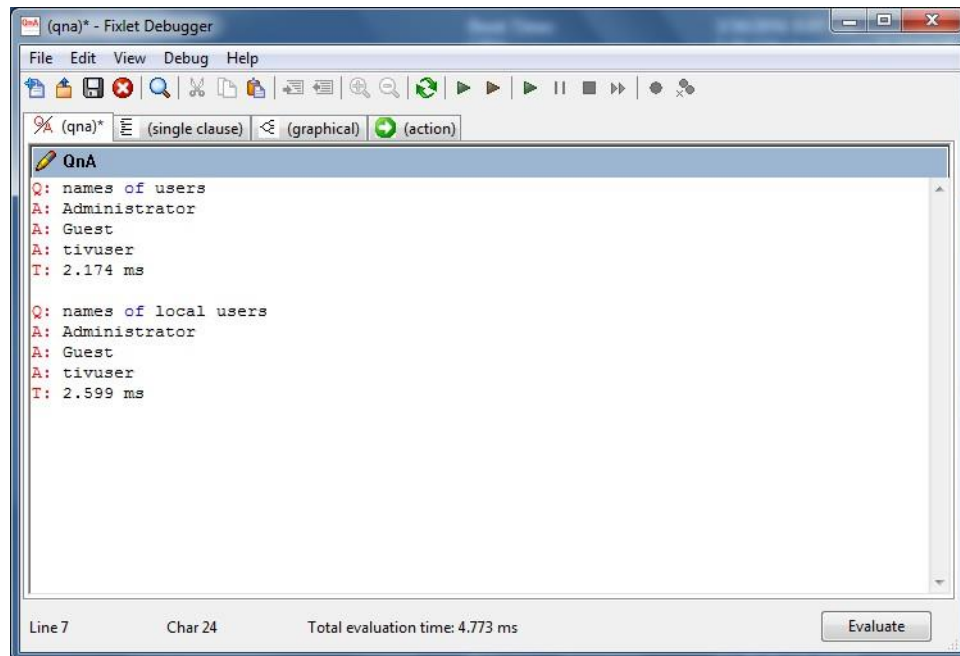 (qna)* - Fixlet Debugger
File Edit View Debug Help
(qna)* (single clause) (graphical) (action)
QnA
Q: names of users
A: Administrator
A: Guest
A: tivuser
T: 2.174 ms
Q: names of local users
A: Administrator
A: Guest
A: tivuser
T: 2.599 ms
Line 7 Char 24 Total evaluation time: 4.773 ms Evaluate